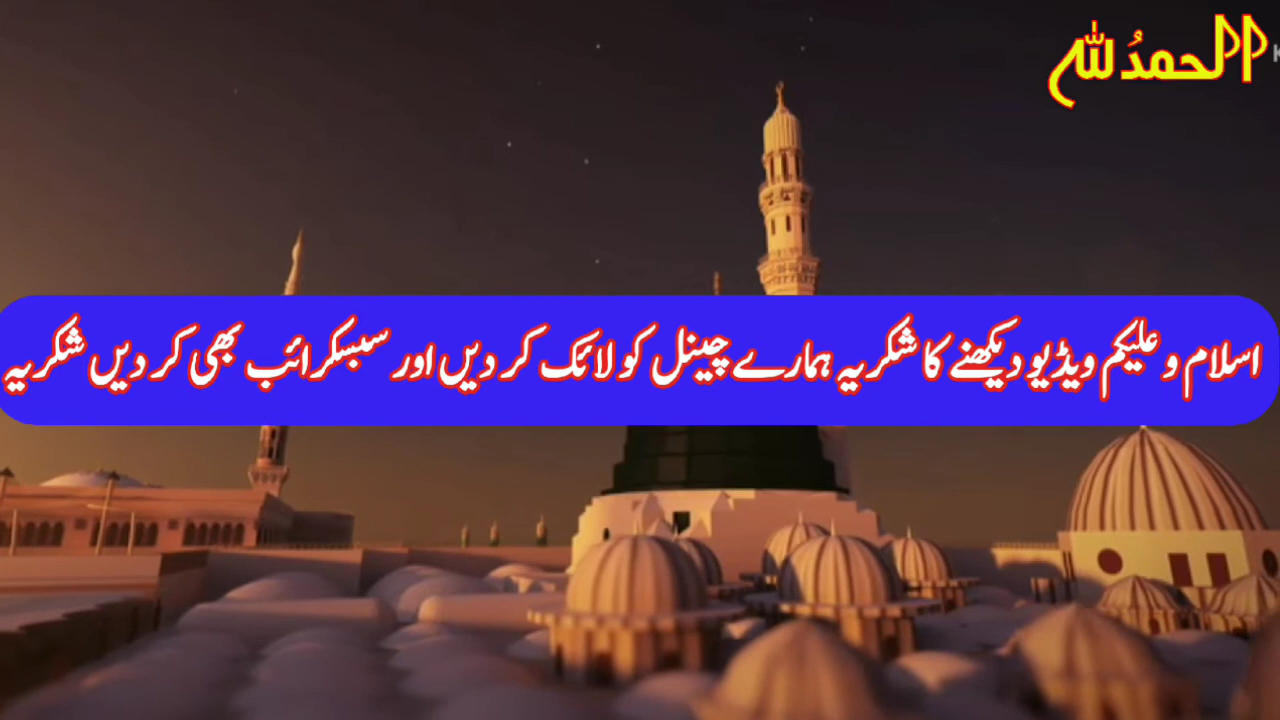 الحمدُللہ
اسلام و علیکم ویڈیو دیکھنے کا شکریہ ہمارے چینل کو لائک کر دیں اور سبسکرائب بھی کر دیں شکریہ